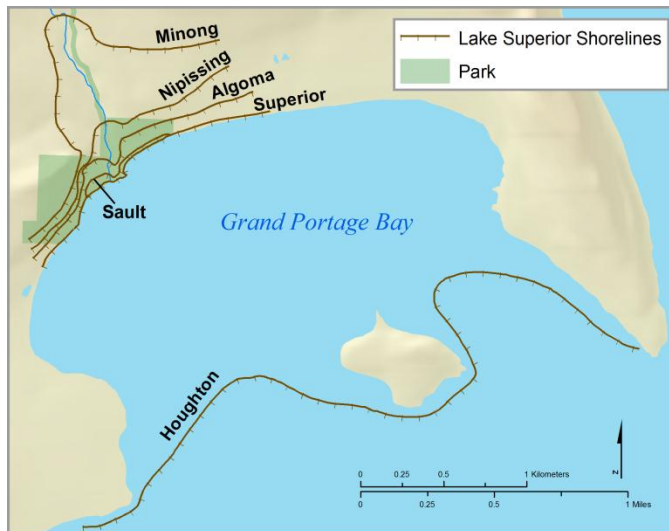 Minong
Nipissing
Algoma
Superior
Lake Superior Shorelines
Park
Sault
Grand Portage Bay
Houghton
N
0 0.25 0.5 1 Kilometers
0 0.25 0.5 1 Miles